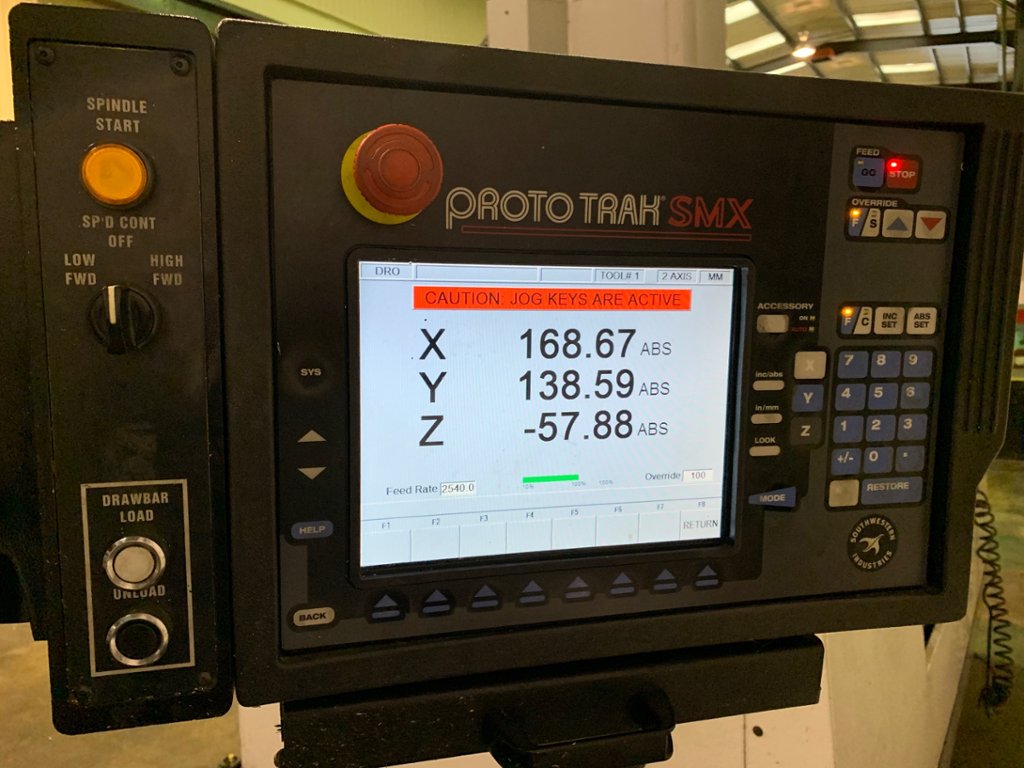 SPINDLE
START
SP'D CONT
OFF
LOW HIGH
FWD FWD
DRAWBAR
LOAD
UNLOAD
PROTO TRAK® SMX
DRO TOOL# 1 2 AXIS MM
CAUTION: JOG KEYS ARE ACTIVE
X 168.67 ABS
Y 138.59 ABS
Z -57.88 ABS
Feed Rate 2540.0 10% 100% 150% Override 100
F1 F2 F3 F4 F5 F6 F7 F8
RETURN
SYS
HELP
BACK
FEED
GO STOP
OVERRIDE
F S
ACCESSORY
ON
AUTO
F C INC SET ABS SET
inc/abs
in/mm
LOOK
MODE
X 7 8 9
Y 4 5 6
Z 1 2 3
+/- 0 .
RESTORE
SOUTHWESTERN
INDUSTRIES